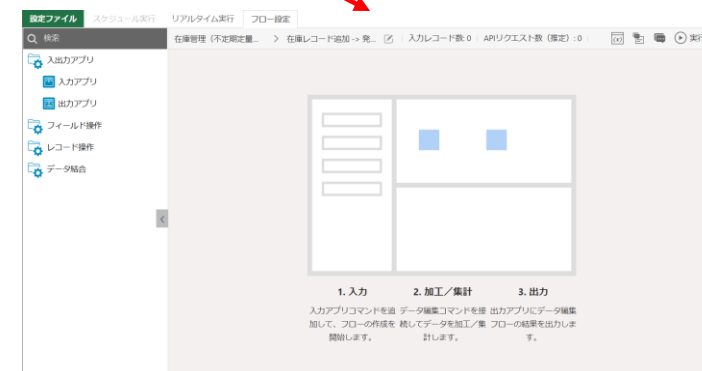 設定ファイル スケジュール実行 リアルタイム実行 フロー設定
検索 在庫管理（不定期定量... > 在庫レコード追加 -> 発... 入力レコード数: 0 APIリクエスト数（推定）: 0 実行
入出力アプリ
入力アプリ
出力アプリ
フィールド操作
レコード操作
データ結合
1. 入力 2. 加工／集計 3. 出力
入力アプリコマンドを追 データ編集コマンドを接 出力アプリにデータ編集
加して、フローの作成を 続してデータを加工／集 フローの結果を出力しま
開始します。 計します。 す。